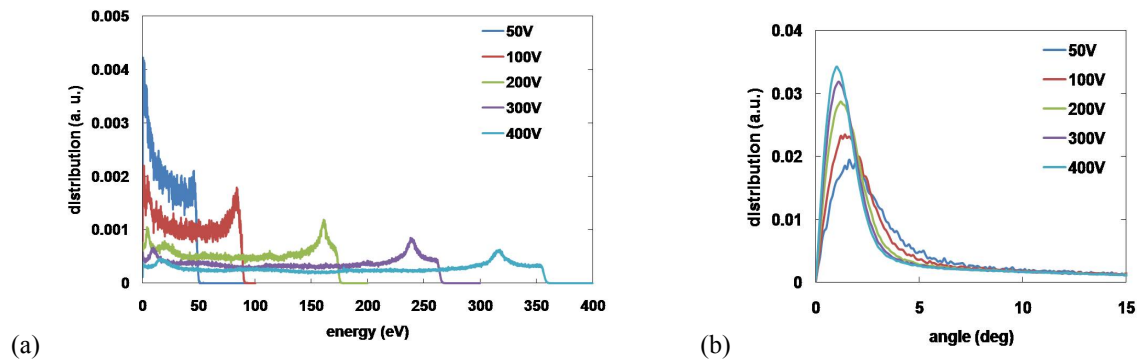 0.005
0.004
0.003
0.002
0.001
0
distribution (a. u.)
50V
100V
200V
300V
400V
0 50 100 150 200 250 300 350 400
energy (eV)
(a)
0.04
0.03
0.02
0.01
0.00
distribution (a.u.)
50V
100V
200V
300V
400V
0 5 10 15
angle (deg)
(b)